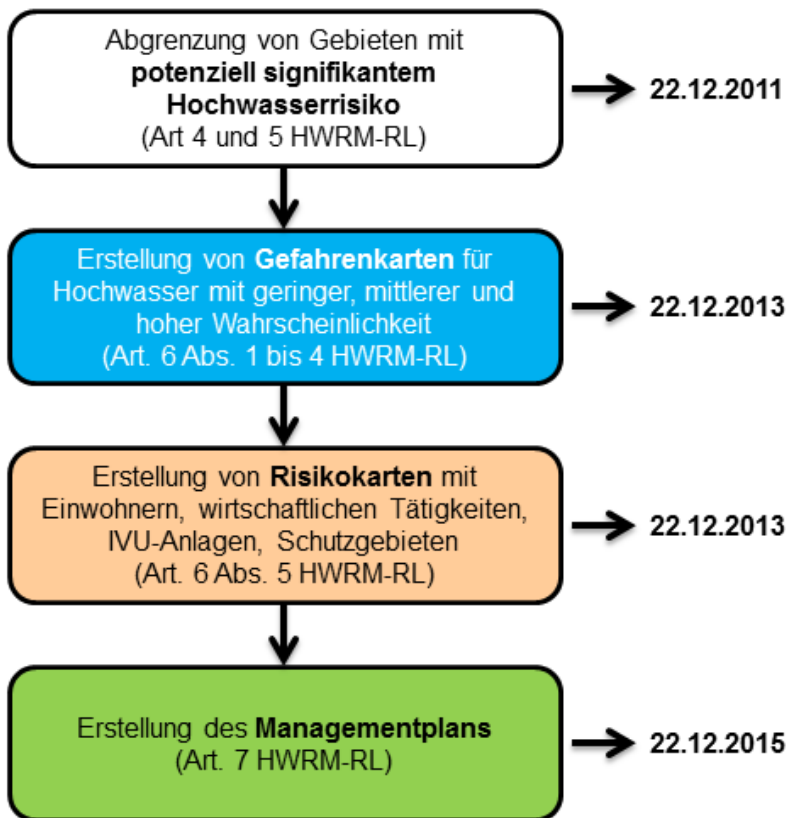 Abgrenzung von Gebieten mit
potenziell signifikantem
Hochwasserrisiko
(Art 4 und 5 HWRM-RL)
22.12.2011
Erstellung von Gefahrenkarten für
Hochwasser mit geringer, mittlerer und
hoher Wahrscheinlichkeit
(Art. 6 Abs. 1 bis 4 HWRM-RL)
22.12.2013
Erstellung von Risikokarten mit
Einwohnern, wirtschaftlichen Tätigkeiten,
IVU-Anlagen, Schutzgebieten
(Art. 6 Abs. 5 HWRM-RL)
22.12.2013
Erstellung des Managementplans
(Art. 7 HWRM-RL)
22.12.2015